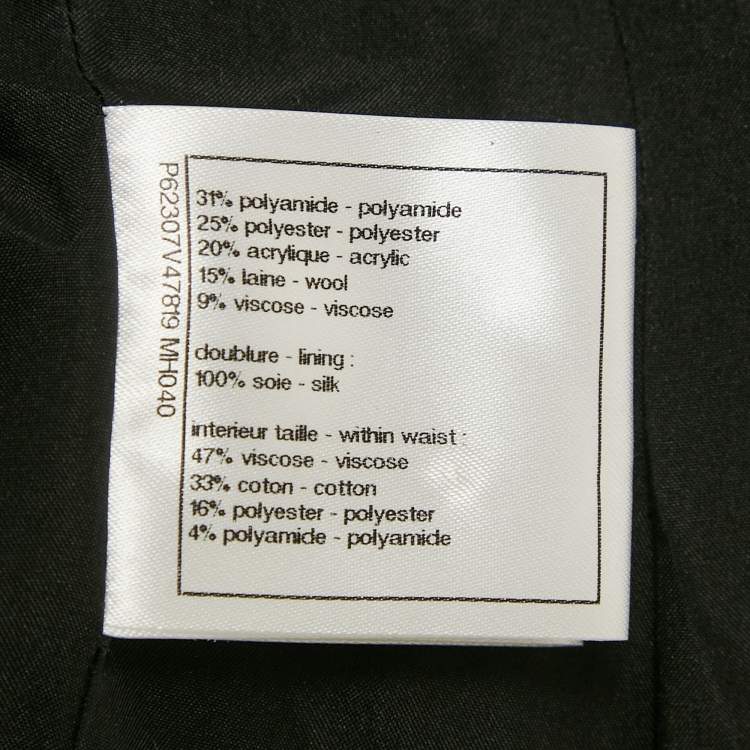 P62307V47819 MH040
31% polyamide - polyamide
25% polyester - polyester
20% acrylique - acrylic
15% laine - wool
9% viscose - viscose
doublure - lining :
100% soie - silk
interieur taille - within waist :
47% viscose - viscose
33% coton - cotton
16% polyester - polyester
4% polyamide - polyamide